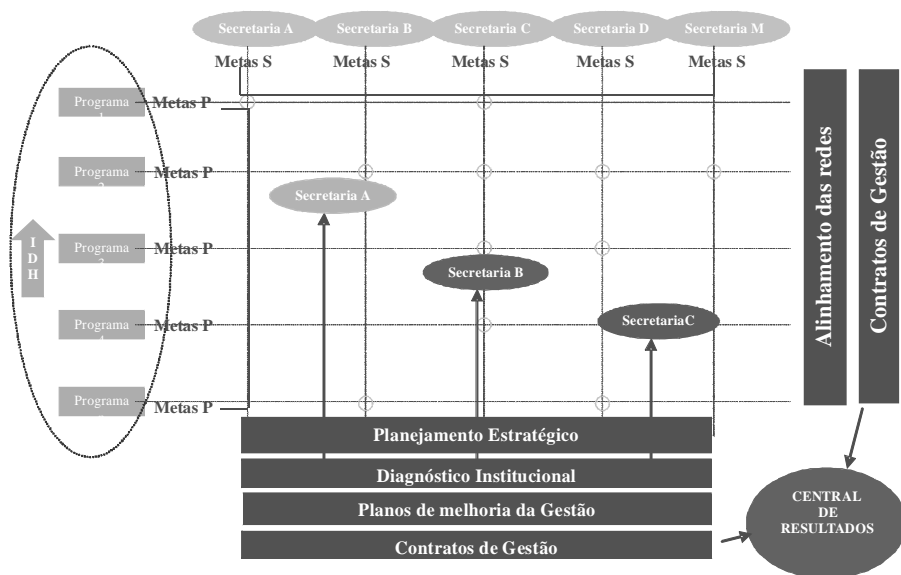 Secretaria A
Secretaria B
Secretaria C
Secretaria D
Secretaria M
Metas S
Metas S
Metas S
Metas S
Metas S
Programa
Metas P
Programa
Metas P
Secretaria A
I
D
H
Programa
3
Metas P
Secretaria B
Programa
Metas P
SecretariaC
Programa
Metas P
Alinhamento das redes
Contratos de Gestão
Planejamento Estratégico
Diagnóstico Institucional
Planos de melhoria da Gestão
Contratos de Gestão
CENTRAL
DE
RESULTADOS